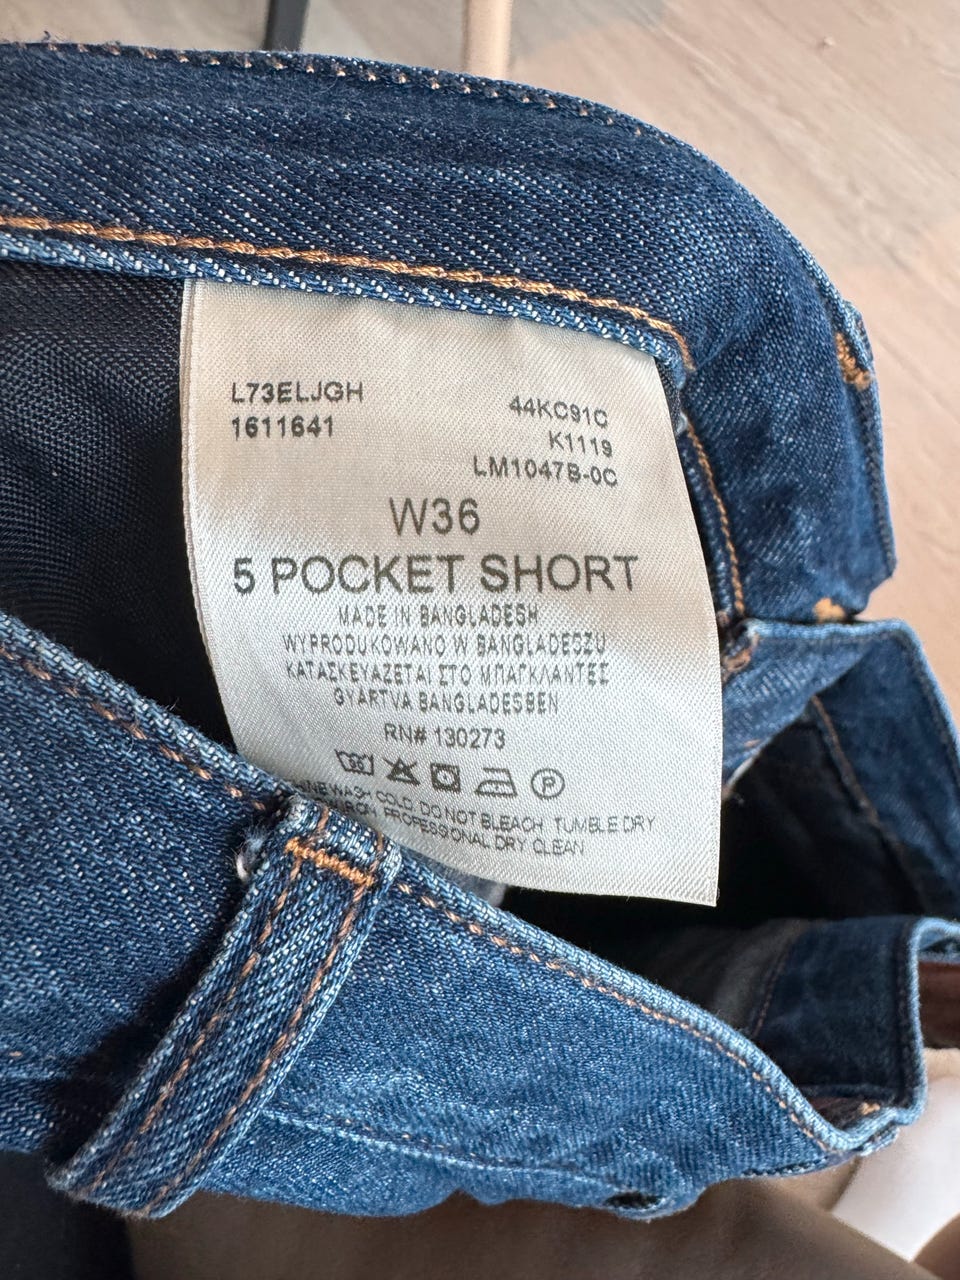 L73ELJGH
1611641
44KC91C
K1119
LM1047B-0C
W36
5 POCKET SHORT
MADE IN BANGLADESH
WYPRODUKOWANO W BANGLADESZU
ΚΑΤΑΣΚΕΥΑΖΕΤΑΙ ΣΤΟ ΜΠΑΓΚΛΑΝΤΕΣ
GYÁRTVA BANGLADESBEN
RN# 130273
WASH COLD DO NOT BLEACH TUMBLE DRY
IRON PROFESSIONAL DRY CLEAN